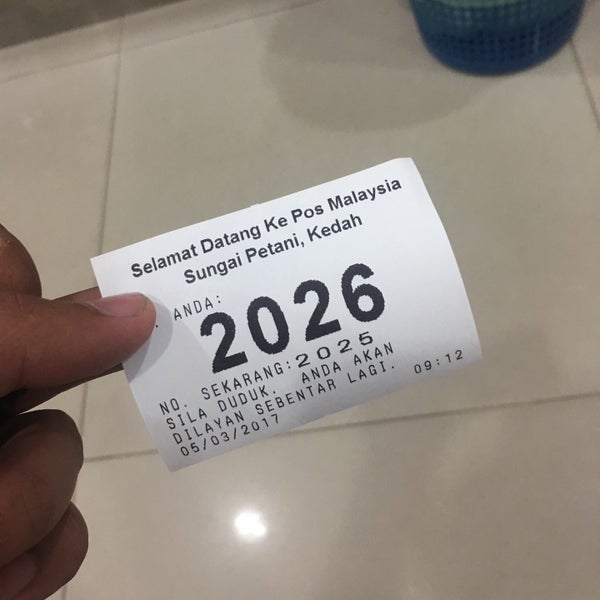 Selamat Datang Ke Pos Malaysia
Sungai Petani, Kedah
ANDA:
2026
NO. SEKARANG:2025
SILA DUDUK. ANDA AKAN
DILAYAN SEBENTAR LAGI.
05/03/2017 09:12